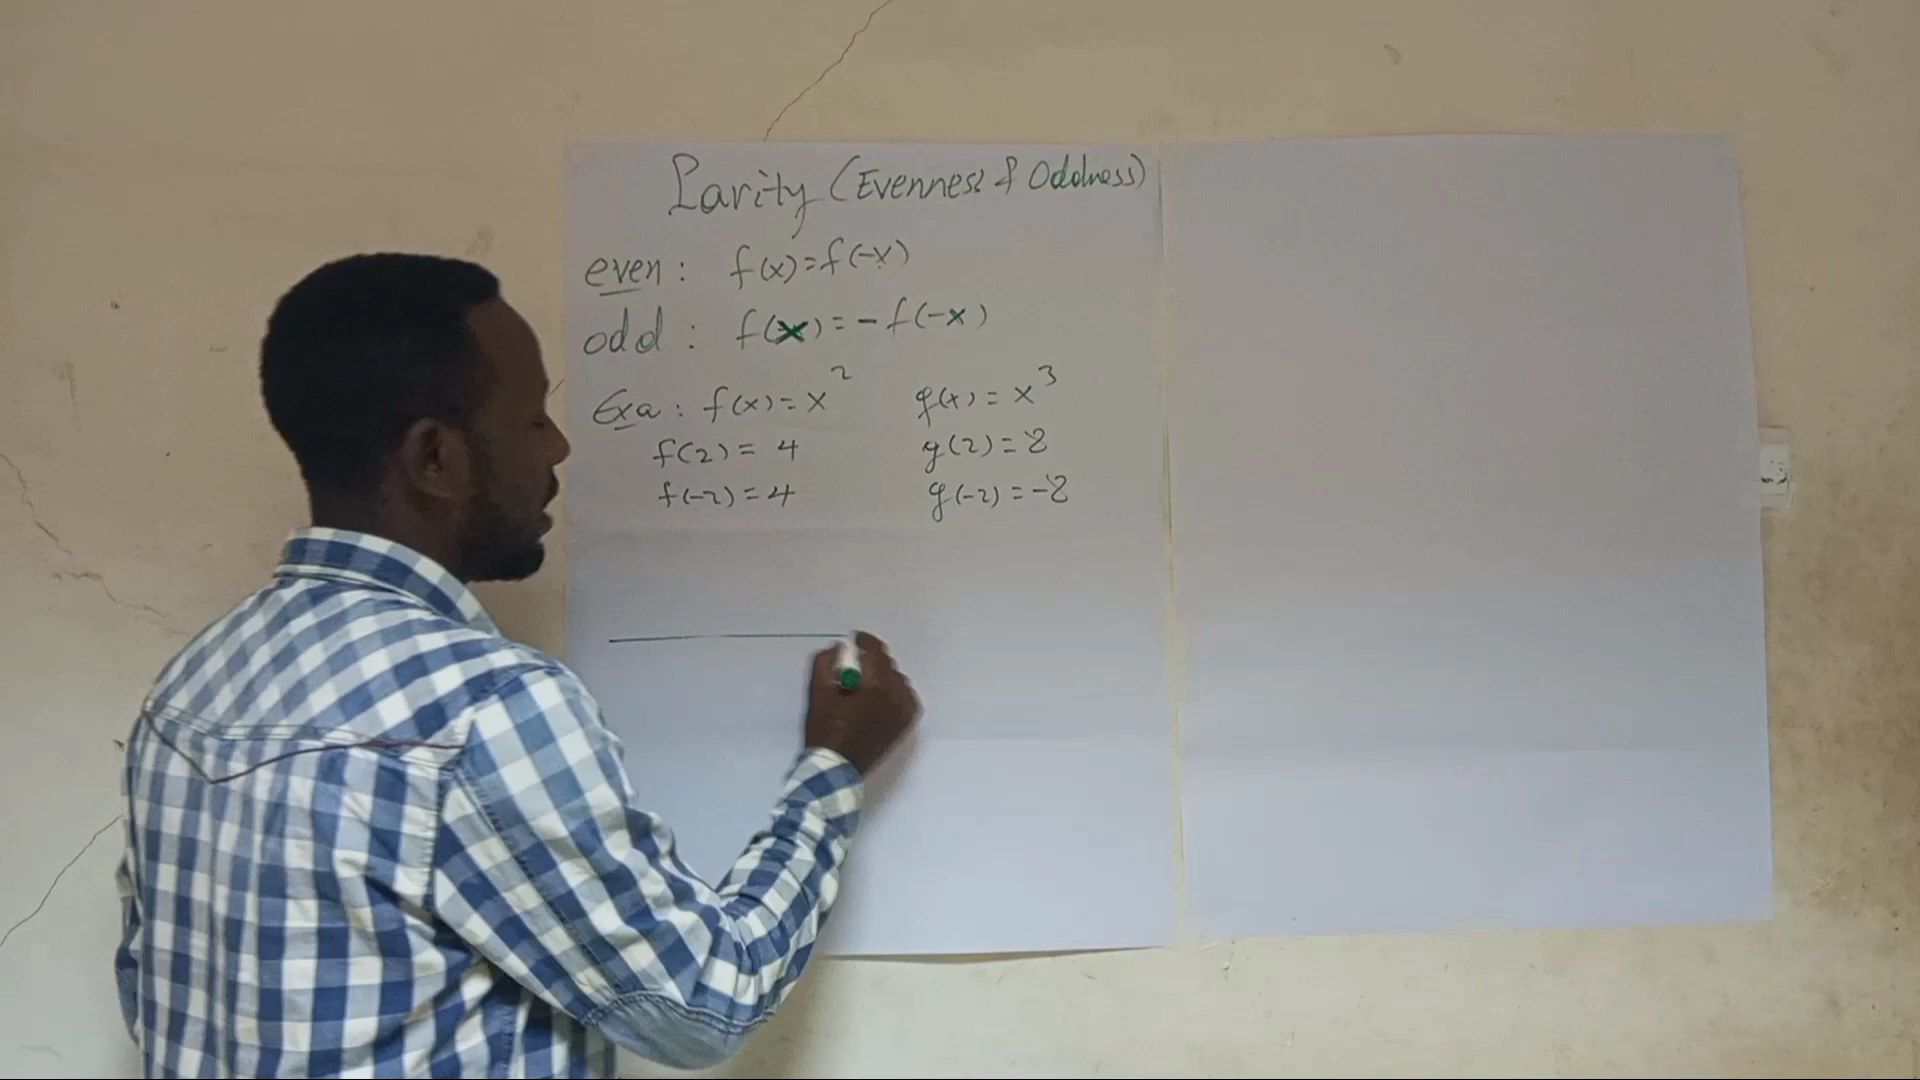 Parity (Evenness & Oddness)
even : f(x)=f(-x)
odd : f(x)=-f(-x)
Exa : f(x)=x² g(x)=x³
f(2)=4 g(2)=8
f(-2)=4 g(-2)=-8